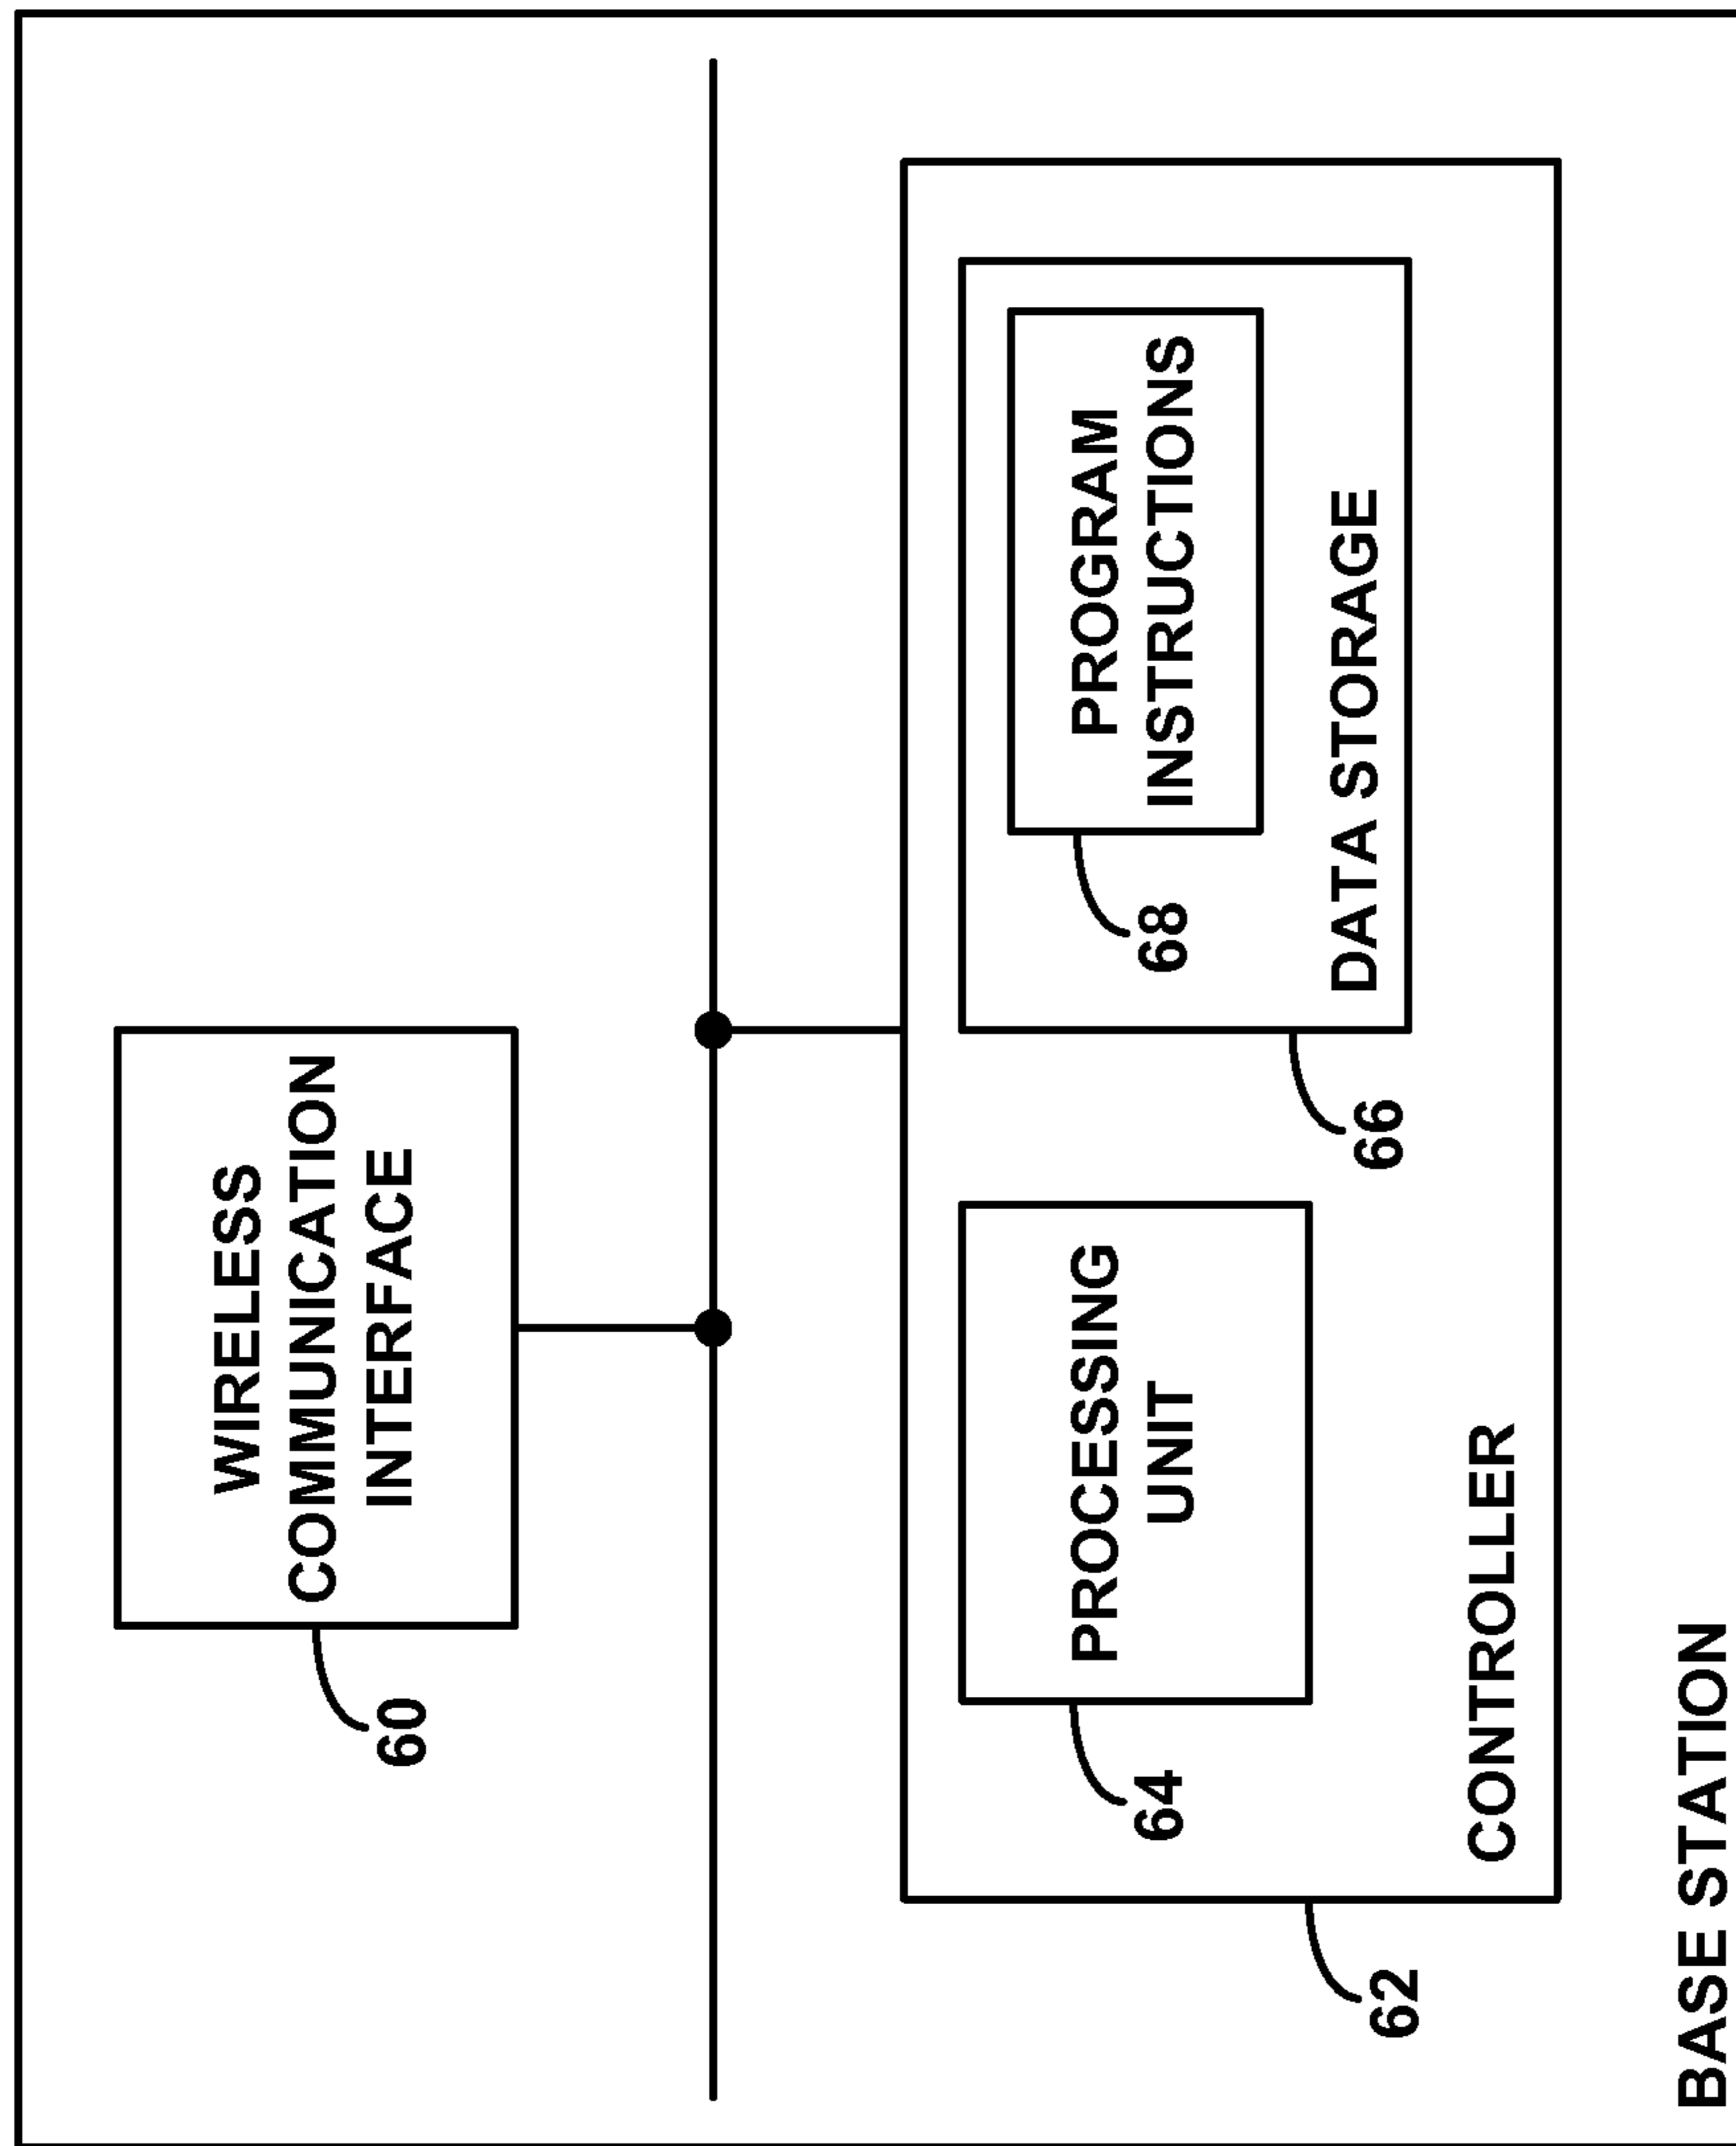 WIRELESS
COMMUNICATION
INTERFACE
60
PROCESSING
UNIT
64
PROGRAM
INSTRUCTIONS
68
DATA STORAGE
66
CONTROLLER
62
BASE STATION